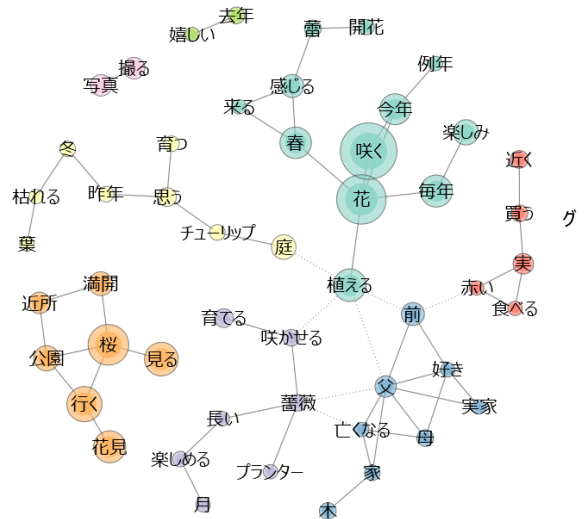 去年
嬉しい
蕾
開花
撮る
写真
例年
感じる
来る
今年
楽しみ
春
咲く
近く
冬
育つ
花
毎年
買う
グ
枯れる
昨年
思う
チューリップ
庭
実
葉
植える
赤い
食べる
満開
近所
育てる
咲かせる
前
桜
公園
見る
好き
父
行く
薔薇
実家
長い
亡くなる
母
花見
楽しめる
プランター
家
月
木